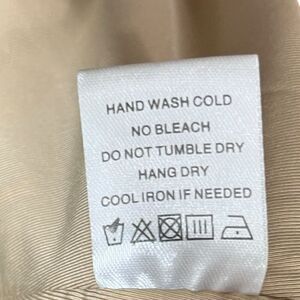 HAND WASH COLD
NO BLEACH
DO NOT TUMBLE DRY
HANG DRY
COOL IRON IF NEEDED